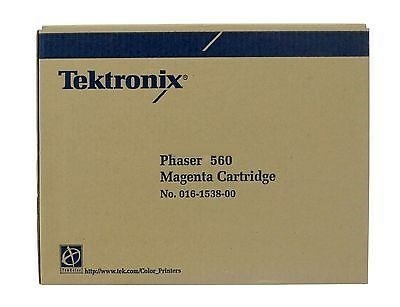 Tektronix®
Phaser 560
Magenta Cartridge
No. 016-1538-00
http://www.tek.com/Color_Printers